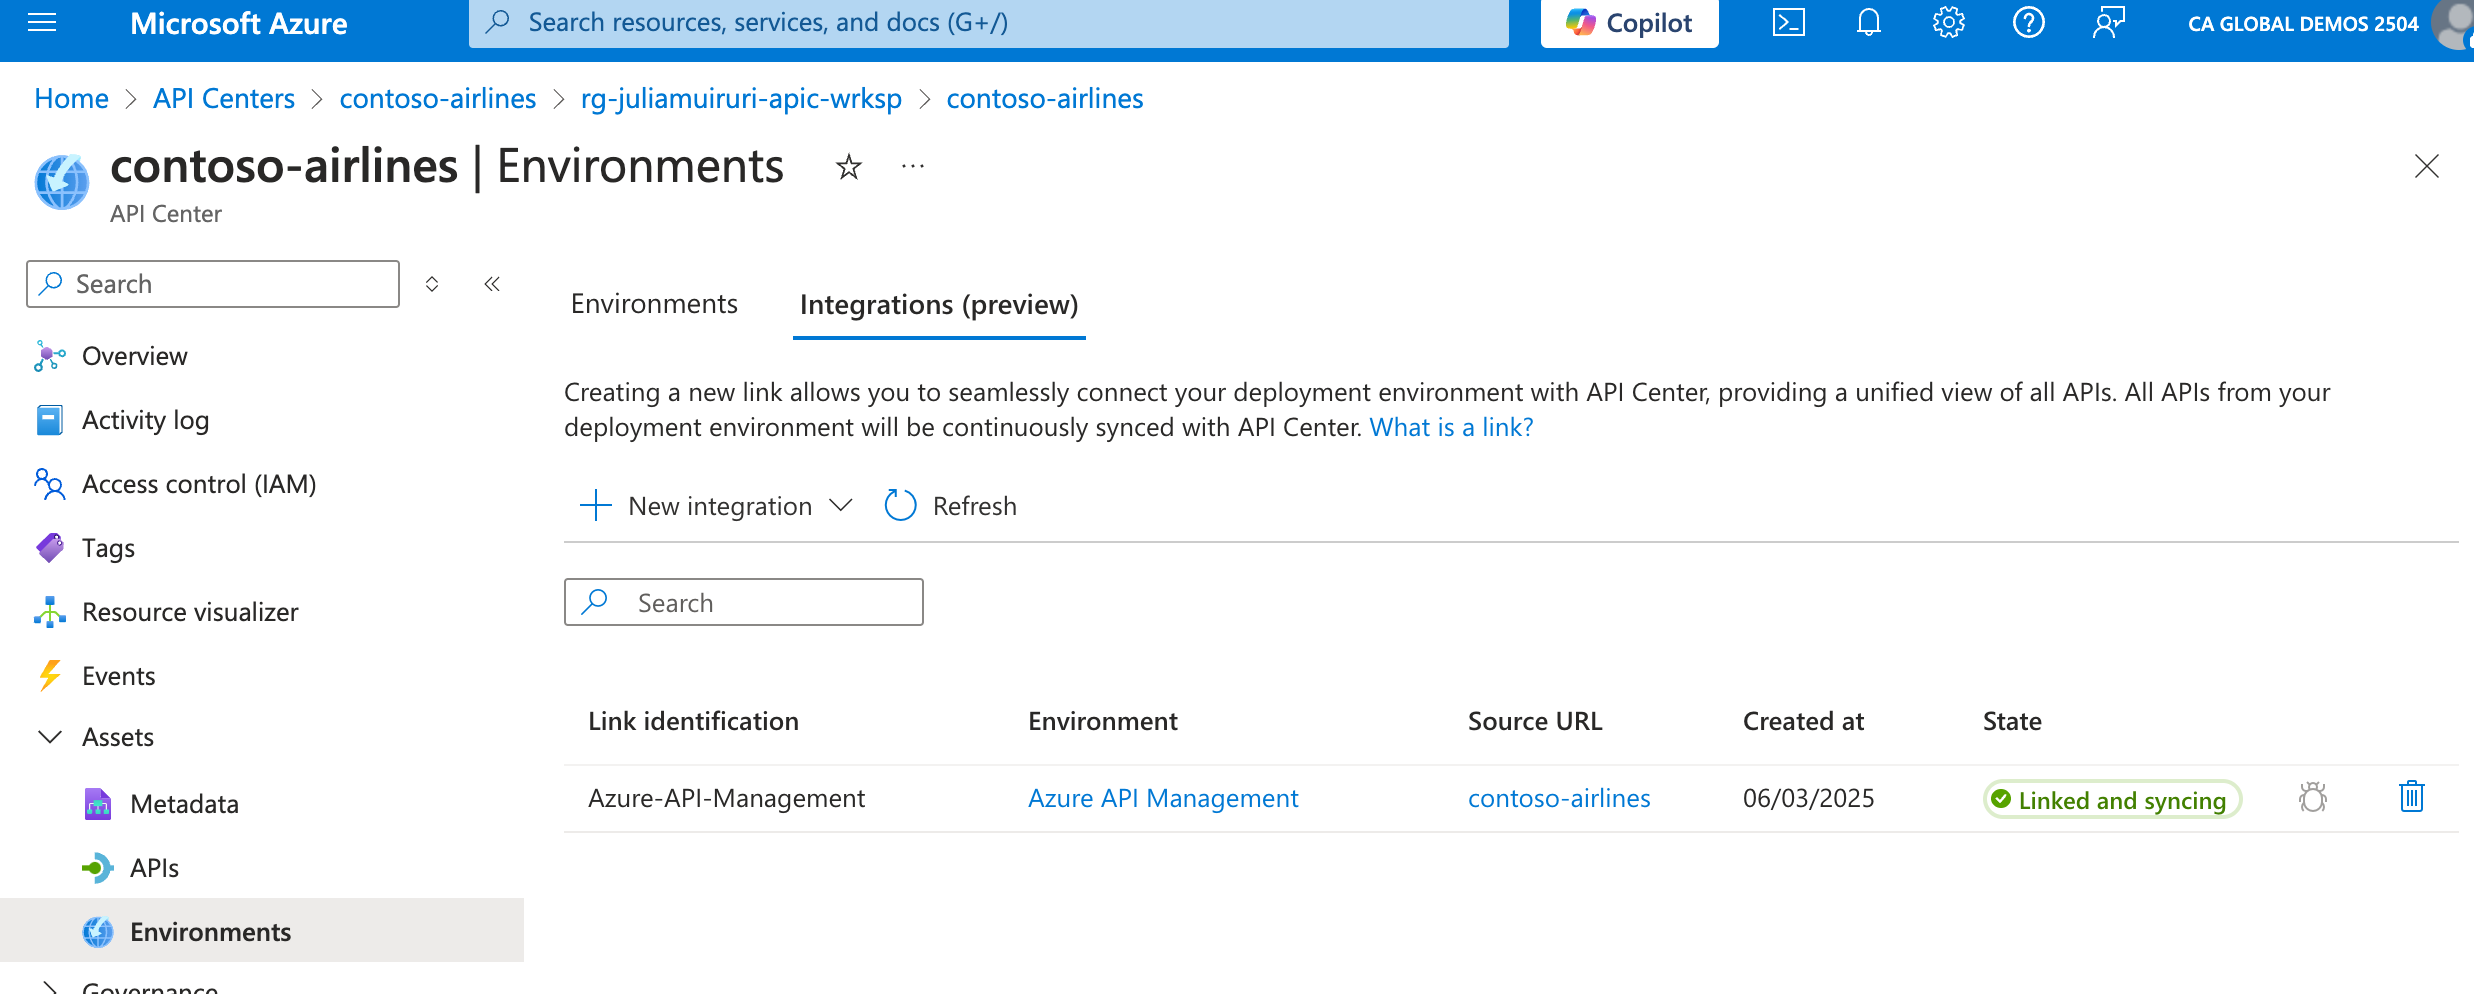 Microsoft Azure
Search resources, services, and docs (G+/)
Copilot
CA GLOBAL DEMOS 2504
Home > API Centers > contoso-airlines > rg-juliamuiruri-apic-wrksp > contoso-airlines
contoso-airlines | Environments
API Center
Search
Overview
Activity log
Access control (IAM)
Tags
Resource visualizer
Events
Assets
Metadata
APIs
Environments
Governance
Environments
Integrations (preview)
Creating a new link allows you to seamlessly connect your deployment environment with API Center, providing a unified view of all APIs. All APIs from your
deployment environment will be continuously synced with API Center. What is a link?
New integration
Refresh
Search
Link identification Environment Source URL Created at State
Azure-API-Management Azure API Management contoso-airlines 06/03/2025 Linked and syncing